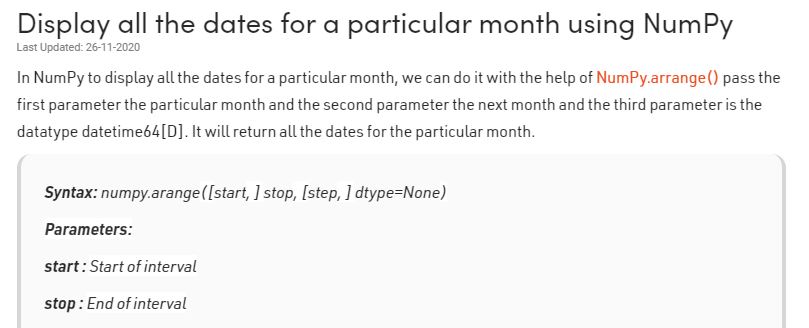 Display all the dates for a particular month using NumPy
Last Updated: 26-11-2020
In NumPy to display all the dates for a particular month, we can do it with the help of NumPy.arrange() pass the
first parameter the particular month and the second parameter the next month and the third parameter is the
datatype datetime64[D]. It will return all the dates for the particular month.
Syntax: numpy.arange([start, ] stop, [step, ] dtype=None)
Parameters:
start : Start of interval
stop : End of interval